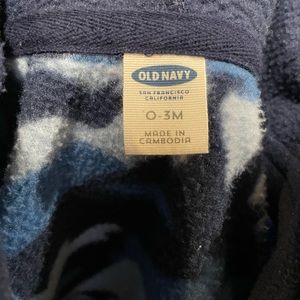 OLD NAVY
SAN FRANCISCO
CALIFORNIA
0-3M
MADE IN
CAMBODIA